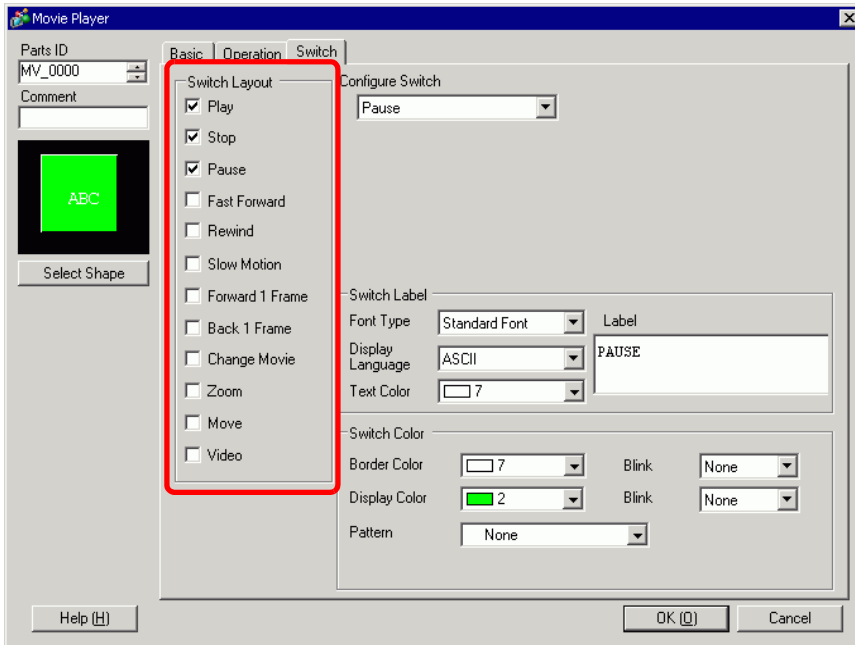 Movie Player
Parts ID
MV_0000
Comment
ABC
Select Shape
Basic Operation Switch
Switch Layout
Play
Stop
Pause
Fast Forward
Rewind
Slow Motion
Forward 1 Frame
Back 1 Frame
Change Movie
Zoom
Move
Video
Configure Switch
Pause
Switch Label
Font Type Standard Font
Display Language ASCII
Text Color 7
Label
PAUSE
Switch Color
Border Color 7 Blink None
Display Color 2 Blink None
Pattern None
Help (H) OK (O) Cancel